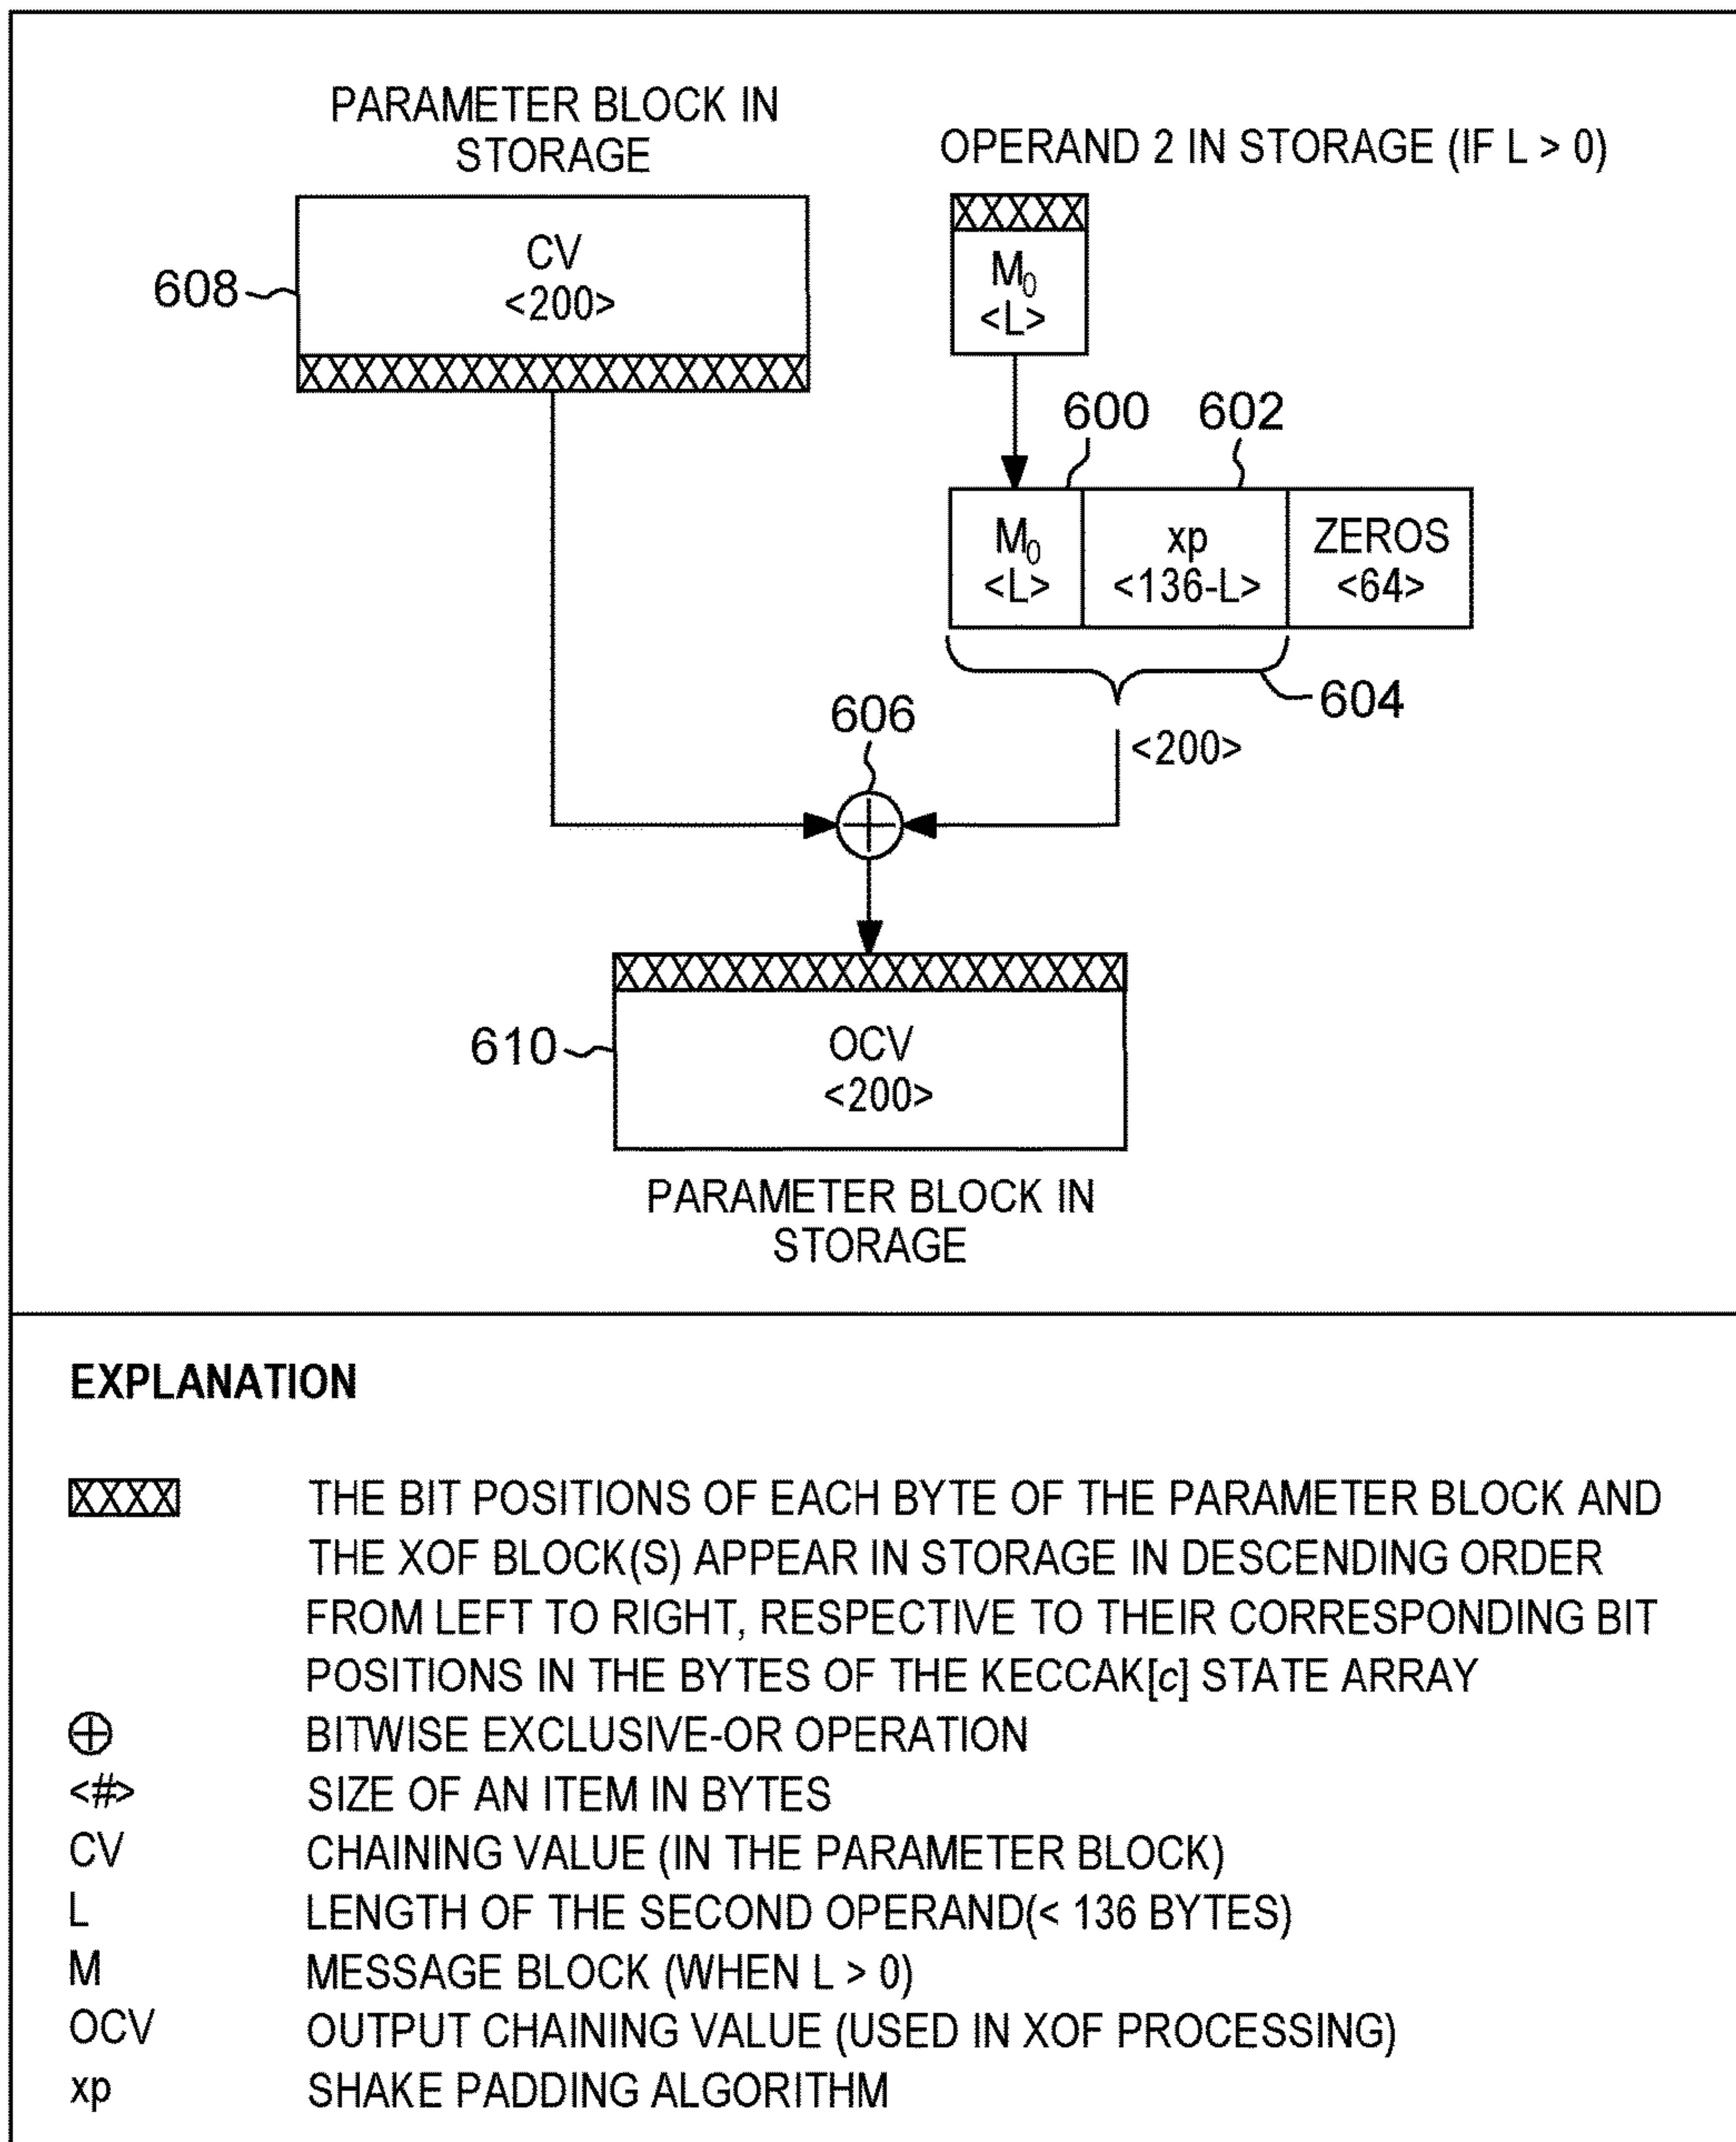 PARAMETER BLOCK IN
STORAGE
OPERAND 2 IN STORAGE (IF L > 0)
CV
<200>
608
M₀
<L>
600
602
M₀
<L>
xp
<136-L>
ZEROS
<64>
604
<200>
606
610
OCV
<200>
PARAMETER BLOCK IN
STORAGE
EXPLANATION
THE BIT POSITIONS OF EACH BYTE OF THE PARAMETER BLOCK AND
THE XOF BLOCK(S) APPEAR IN STORAGE IN DESCENDING ORDER
FROM LEFT TO RIGHT, RESPECTIVE TO THEIR CORRESPONDING BIT
POSITIONS IN THE BYTES OF THE KECCAK[c] STATE ARRAY
⊕ BITWISE EXCLUSIVE-OR OPERATION
<#> SIZE OF AN ITEM IN BYTES
CV CHAINING VALUE (IN THE PARAMETER BLOCK)
L LENGTH OF THE SECOND OPERAND(< 136 BYTES)
M MESSAGE BLOCK (WHEN L > 0)
OCV OUTPUT CHAINING VALUE (USED IN XOF PROCESSING)
xp SHAKE PADDING ALGORITHM